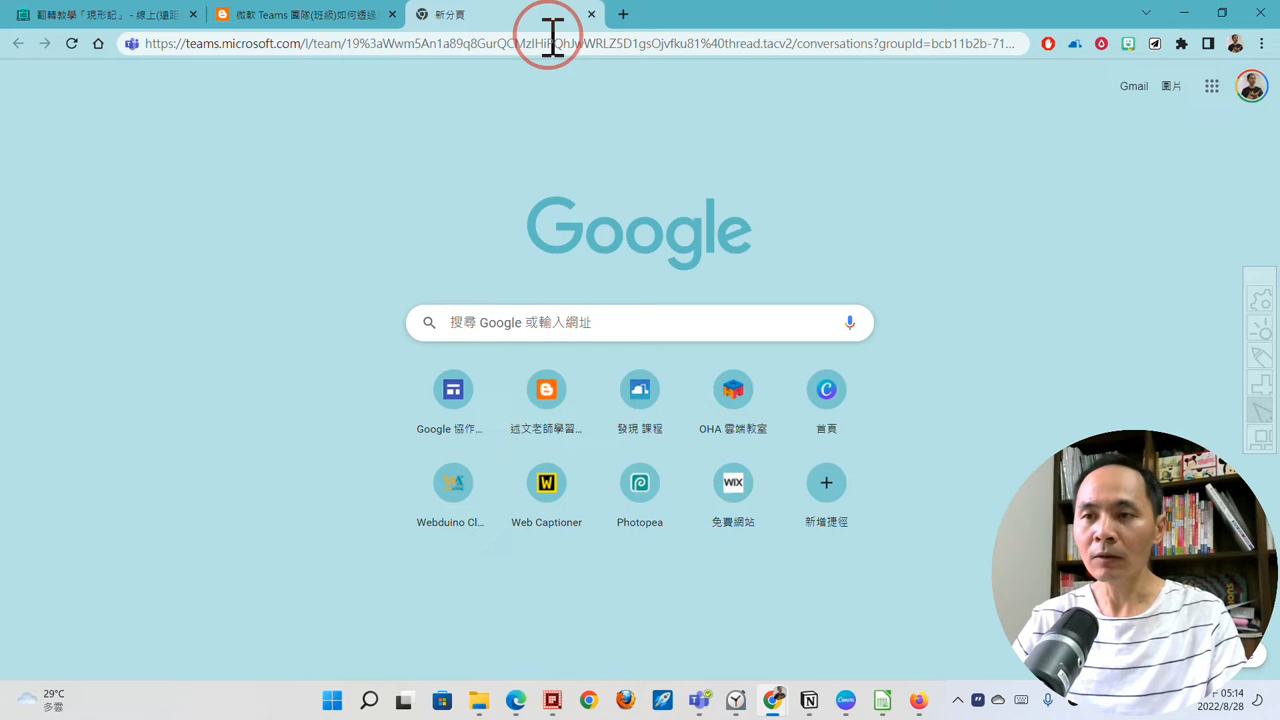 翻轉教學「現形記」 - 線上(遠距
微軟 Teams 團隊(班級)如何透過
新分頁
https://teams.microsoft.com/l/team/19%3aWwm5An1a89q8GurQCMzIHiFQhJwWRLZ5D1gsOjvfku81%40thread.tacv2/conversations?groupId=bcb11b2b-71...
Gmail
圖片
Google
搜尋 Google 或輸入網址
Google 協作...
述文老師學習...
發現 課程
OHA 雲端教室
首頁
Webduino Cl...
Web Captioner
Photopea
免費網站
新增捷徑
29°C
多雲
05:14
2022/8/28